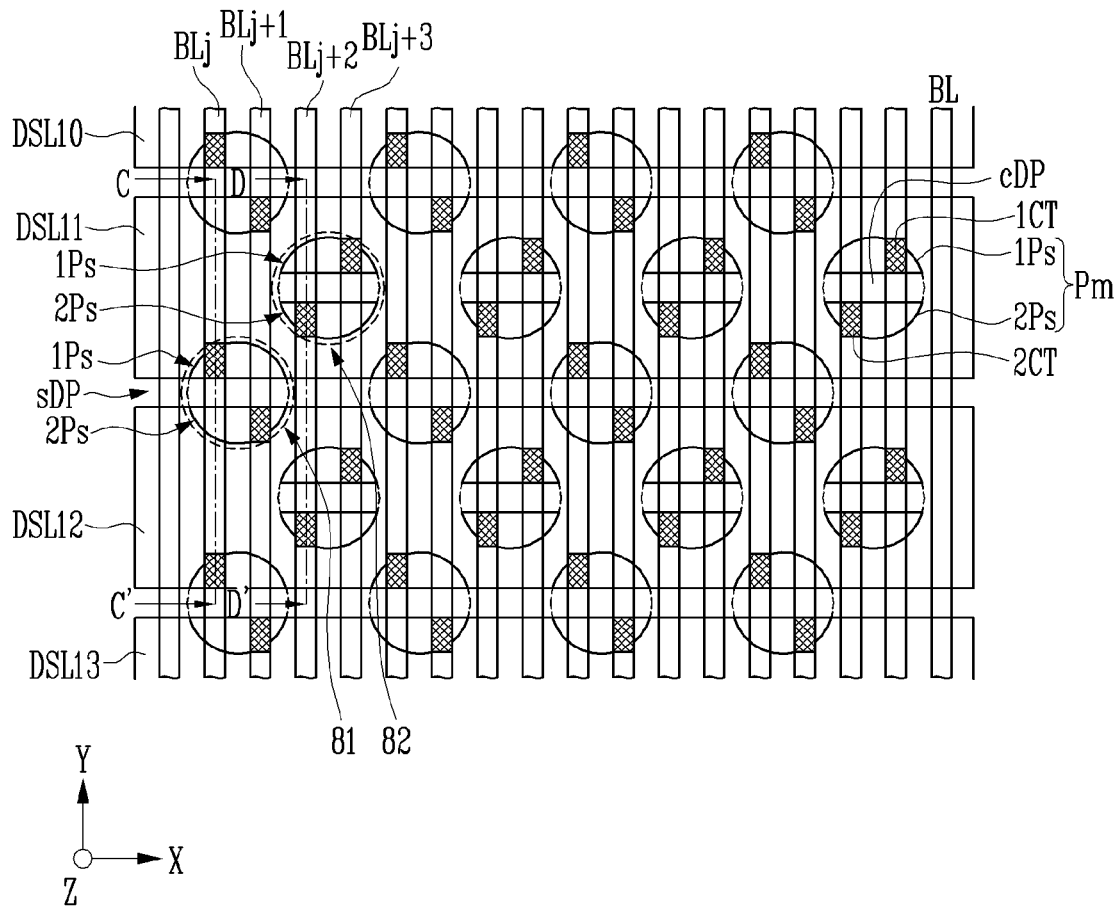 BLj
BLj+1
BLj+2
BLj+3
BL
DSL10
C
D
cDP
DSL11
1CT
1Ps
1Ps
Pm
2Ps
2Ps
1Ps
2CT
sDP
2Ps
DSL12
C'
D'
DSL13
81
82
Y
X
Z